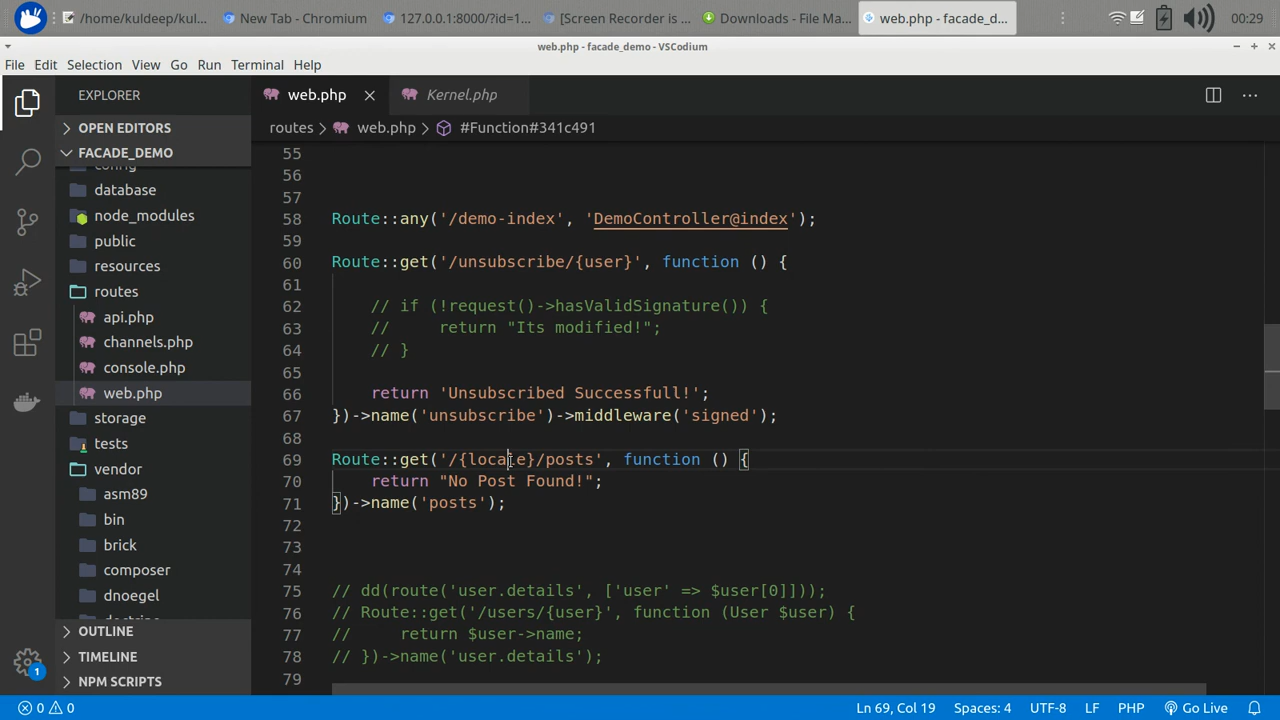 /home/kuldeep/kul...
New Tab - Chromium
127.0.0.1:8000/?id=1...
[Screen Recorder is ...
Downloads - File Ma...
web.php - facade_d...
00:29
web.php - facade_demo - VSCodium
File Edit Selection View Go Run Terminal Help
EXPLORER
web.php
Kernel.php
OPEN EDITORS
routes > web.php > #Function#341c491
FACADE_DEMO
config
database
node_modules
public
resources
routes
api.php
channels.php
console.php
web.php
storage
tests
vendor
asm89
bin
brick
composer
dnoegel
doctrine
OUTLINE
TIMELINE
NPM SCRIPTS
55
56
57
58 Route::any('/demo-index', 'DemoController@index');
59
60 Route::get('/unsubscribe/{user}', function () {
61
62 // if (!request()->hasValidSignature()) {
63 //     return "Its modified!";
64 // }
65
66 return 'Unsubscribed Successfull!';
67 })->name('unsubscribe')->middleware('signed');
68
69 Route::get('/{locale}/posts', function () {
70 return "No Post Found!";
71 })->name('posts');
72
73
74
75 // dd(route('user.details', ['user' => $user[0]]));
76 // Route::get('/users/{user}', function (User $user) {
77 //     return $user->name;
78 // })->name('user.details');
79
1
0 0
Ln 69, Col 19 Spaces: 4 UTF-8 LF PHP Go Live